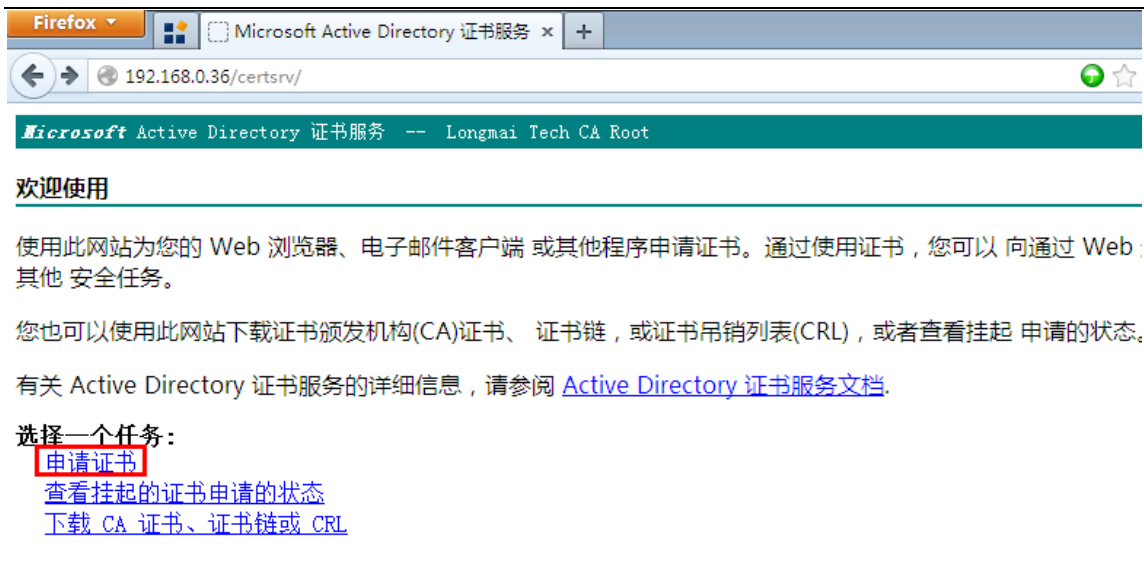 Firefox
Microsoft Active Directory 证书服务 × +
192.168.0.36/certsrv/
Microsoft Active Directory 证书服务 -- Longmai Tech CA Root
欢迎使用
使用此网站为您的 Web 浏览器、电子邮件客户端 或其他程序申请证书。通过使用证书，您可以 向通过 Web
其他 安全任务。
您也可以使用此网站下载证书颁发机构(CA)证书、 证书链，或证书吊销列表(CRL)，或者查看挂起 申请的状态。
有关 Active Directory 证书服务的详细信息，请参阅 Active Directory 证书服务文档.
选择一个任务:
申请证书
查看挂起的证书申请的状态
下载 CA 证书、证书链或 CRL